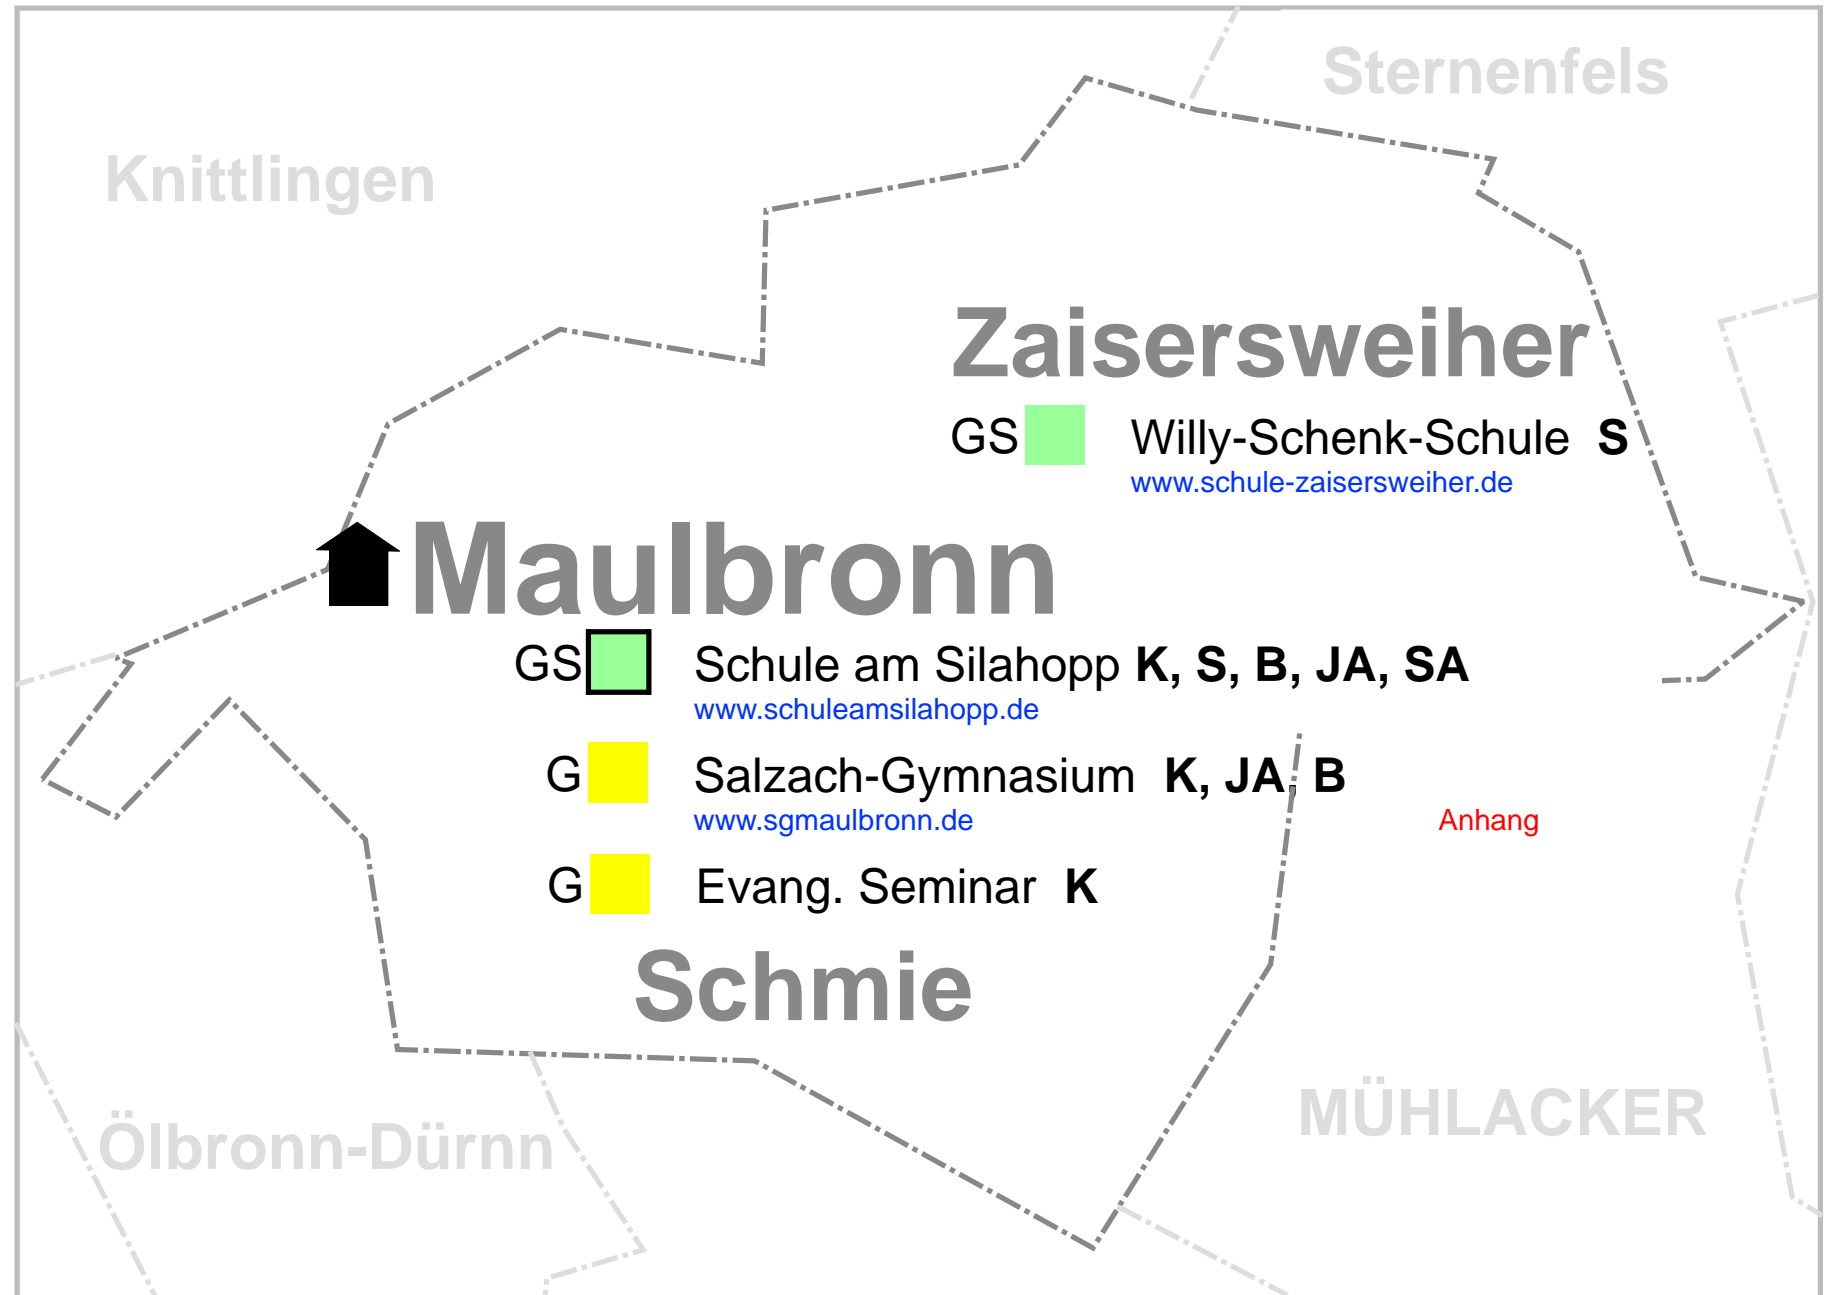 Sternenfels
Knittlingen
Zaisersweiher
GS Willy-Schenk-Schule S
www.schule-zaisersweiher.de
Maulbronn
GS Schule am Silahopp K, S, B, JA, SA
www.schuleamsilahopp.de
G Salzach-Gymnasium K, JA, B
www.sgmaulbronn.de
Anhang
G Evang. Seminar K
Schmie
MÜHLACKER
Ölbronn-Dürnn